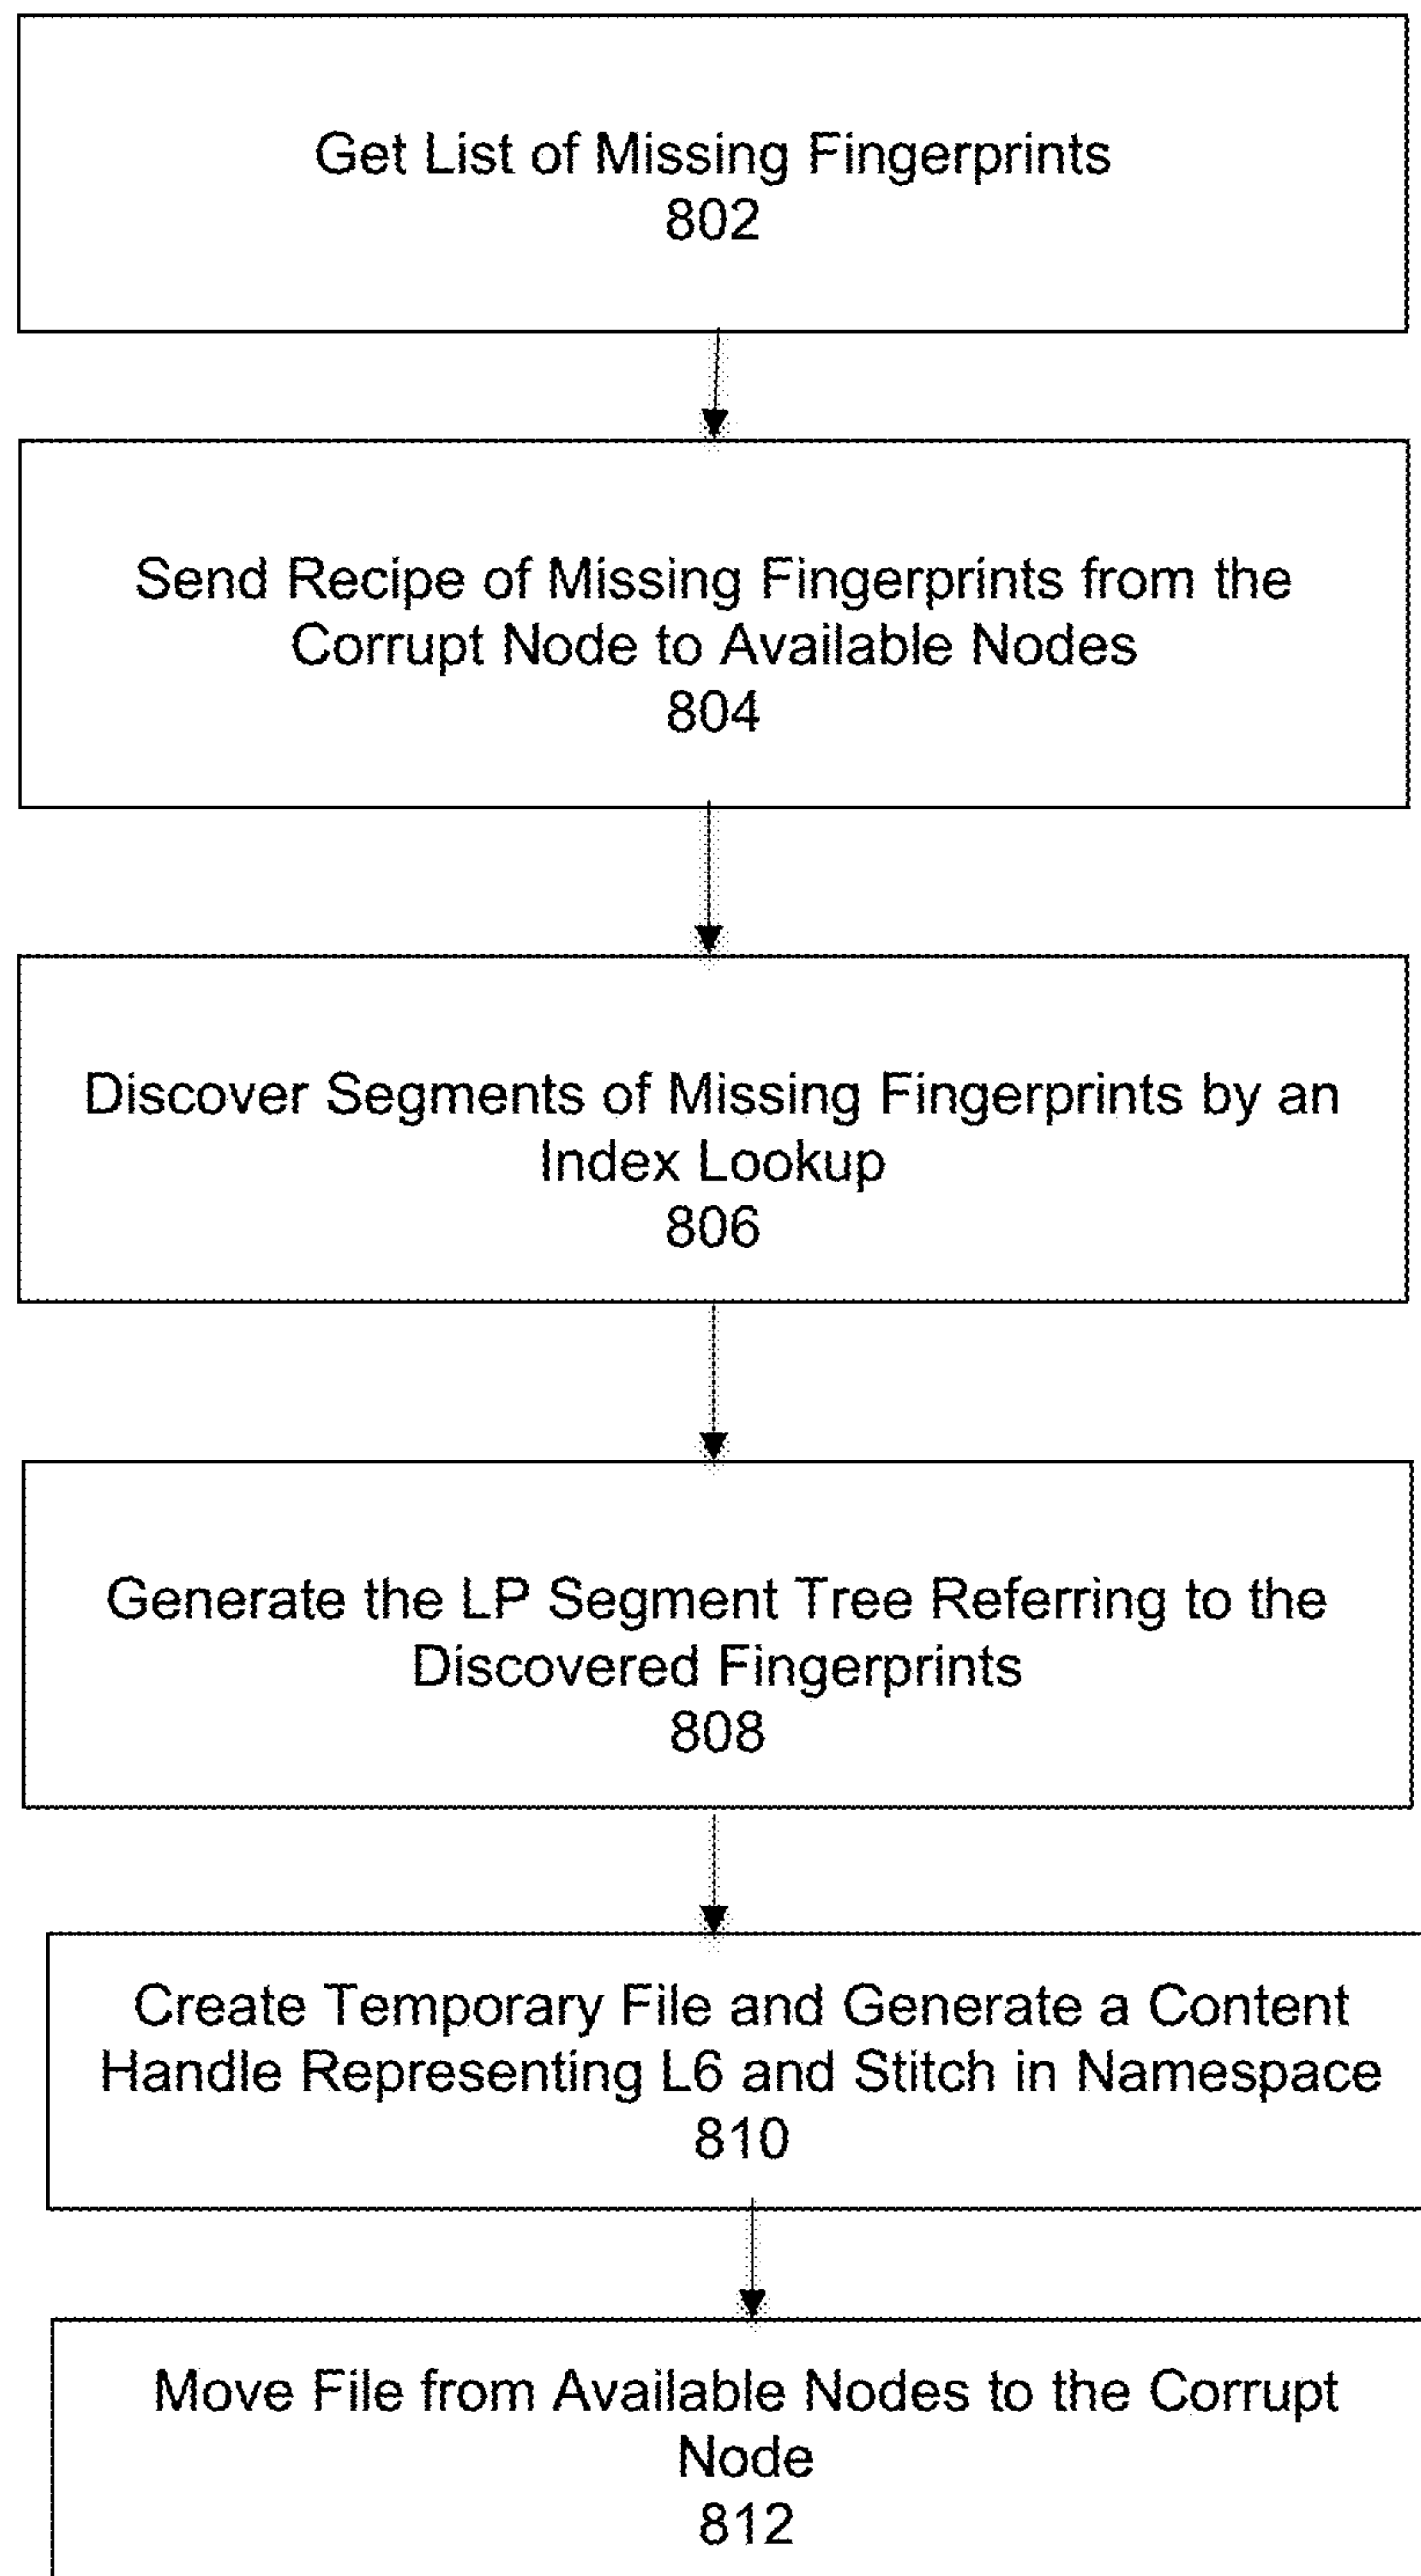 Get List of Missing Fingerprints
802
Send Recipe of Missing Fingerprints from the
Corrupt Node to Available Nodes
804
Discover Segments of Missing Fingerprints by an
Index Lookup
806
Generate the LP Segment Tree Referring to the
Discovered Fingerprints
808
Create Temporary File and Generate a Content
Handle Representing L6 and Stitch in Namespace
810
Move File from Available Nodes to the Corrupt
Node
812